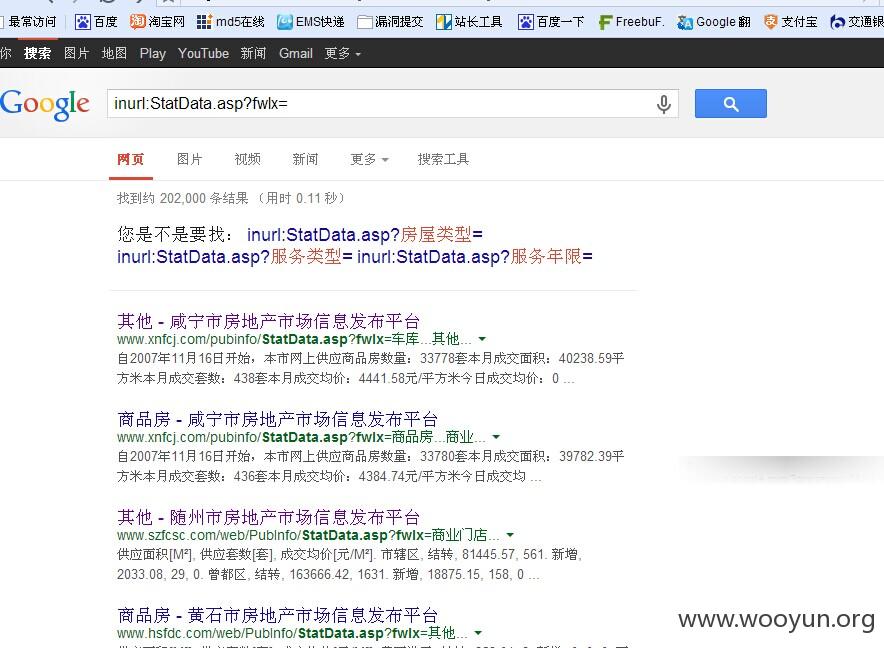 最常访问 百度 淘宝网 md5在线 EMS快递 漏洞提交 站长工具 百度一下 FreebuF. Google 翻 支付宝 交通银
你 搜索 图片 地图 Play YouTube 新闻 Gmail 更多
Google inurl:StatData.asp?fwlx=
网页 图片 视频 新闻 更多 搜索工具
找到约 202,000 条结果 （用时 0.11 秒）
您是不是要找： inurl:StatData.asp?房屋类型=
inurl:StatData.asp?服务类型= inurl:StatData.asp?服务年限=
其他 - 咸宁市房地产市场信息发布平台
www.xnfcj.com/pubinfo/StatData.asp?fwlx=车库...其他...
自2007年11月16日开始，本市网上供应商品房数量：33778套本月成交面积：40238.59平
方米本月成交套数：438套本月成交均价：4441.58元/平方米今日成交均价：0 ...
商品房 - 咸宁市房地产市场信息发布平台
www.xnfcj.com/pubinfo/StatData.asp?fwlx=商品房...商业...
自2007年11月16日开始，本市网上供应商品房数量：33780套本月成交面积：39782.39平
方米本月成交套数：436套本月成交均价：4384.74元/平方米今日成交均 ...
其他 - 随州市房地产市场信息发布平台
www.szfcsc.com/web/PubInfo/StatData.asp?fwlx=商业门店...
供应面积[M²], 供应套数[套], 成交均价[元/M²]. 市辖区, 结转, 81445.57, 561. 新增,
2033.08, 29, 0. 曾都区, 结转, 163666.42, 1631. 新增, 18875.15, 158, 0 ...
商品房 - 黄石市房地产市场信息发布平台
www.hsfdc.com/web/PubInfo/StatData.asp?fwlx=其他...
www.wooyun.org